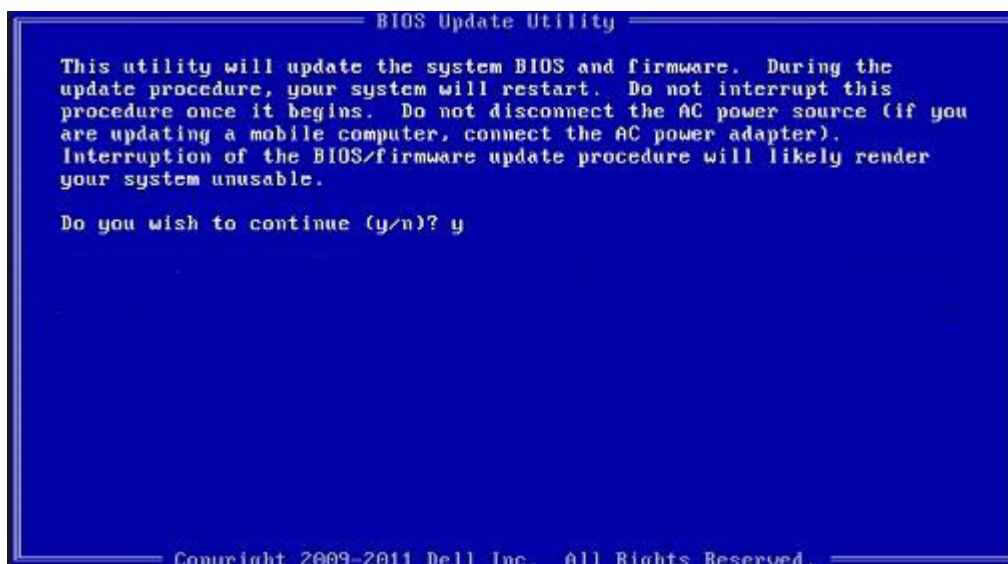 BIOS Update Utility
This utility will update the system BIOS and firmware. During the
update procedure, your system will restart. Do not interrupt this
procedure once it begins. Do not disconnect the AC power source (if you
are updating a mobile computer, connect the AC power adapter).
Interruption of the BIOS/firmware update procedure will likely render
your system unusable.
Do you wish to continue (y/n)? y
Copyright 2009-2011 Dell Inc. All Rights Reserved.